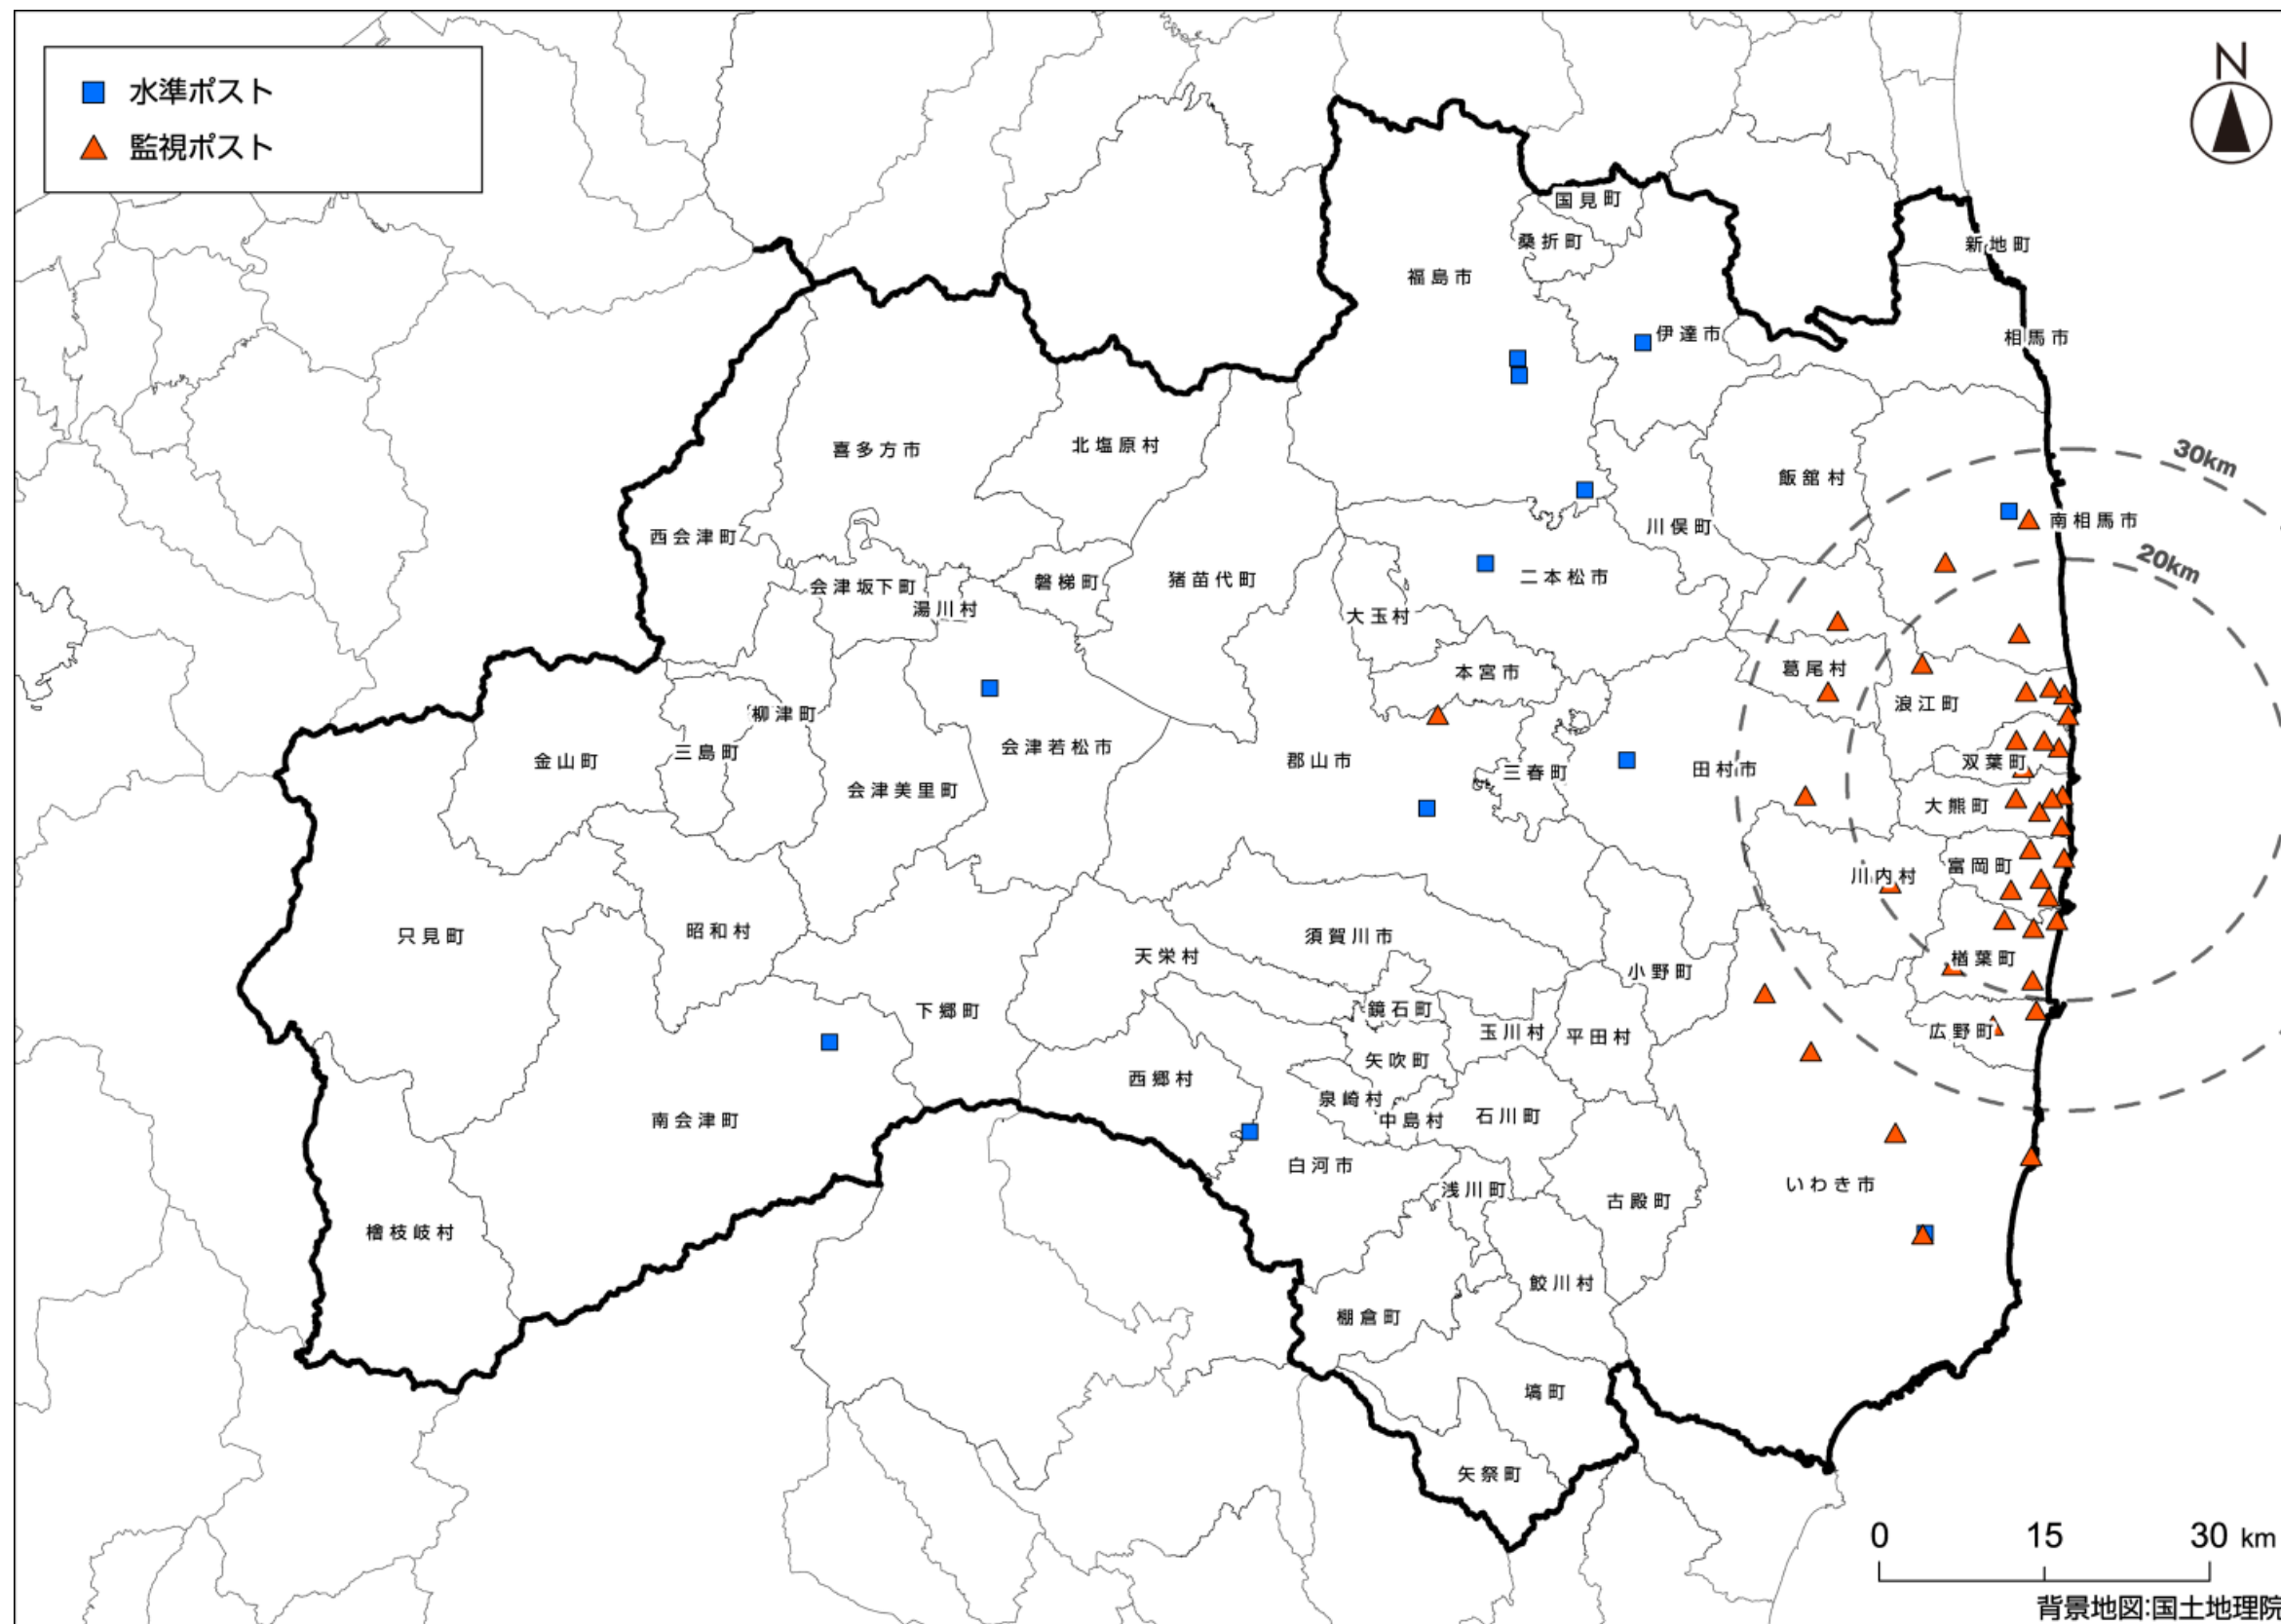 水準ポスト
監視ポスト
N
国見町
桑折町
新地町
福島市
伊達市
相馬市
喜多方市
北塩原村
30km
飯舘村
南相馬市
川俣町
西会津町
20km
会津坂下町
磐梯町
猪苗代町
二本松市
湯川村
大玉村
本宮市
葛尾村
浪江町
柳津町
三島町
会津若松市
金山町
郡山市
双葉町
三春町
田村市
会津美里町
大熊町
富岡町
川内村
只見町
昭和村
須賀川市
天栄村
楢葉町
小野町
下郷町
鏡石町
玉川村
平田村
広野町
矢吹町
西郷村
泉崎村
中島村
石川町
南会津町
白河市
いわき市
浅川町
古殿町
檜枝岐村
鮫川村
棚倉町
塙町
矢祭町
0 15 30 km
背景地図:国土地理院